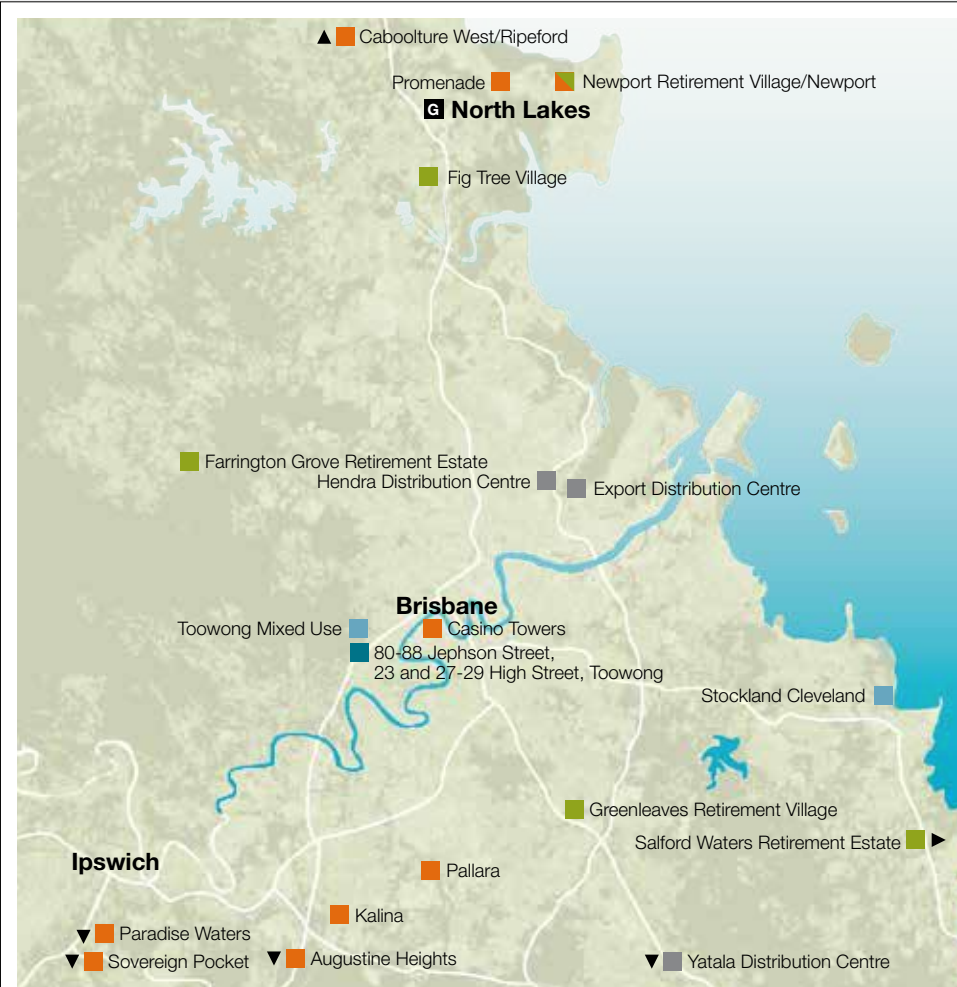 Caboolture West/Ripeford
Promenade
Newport Retirement Village/Newport
G North Lakes
Fig Tree Village
Farrington Grove Retirement Estate
Hendra Distribution Centre
Export Distribution Centre
Brisbane
Toowong Mixed Use
Casino Towers
80-88 Jephson Street,
23 and 27-29 High Street, Toowong
Stockland Cleveland
Greenleaves Retirement Village
Salford Waters Retirement Estate
Ipswich
Pallara
Kalina
Paradise Waters
Sovereign Pocket
Augustine Heights
Yatala Distribution Centre